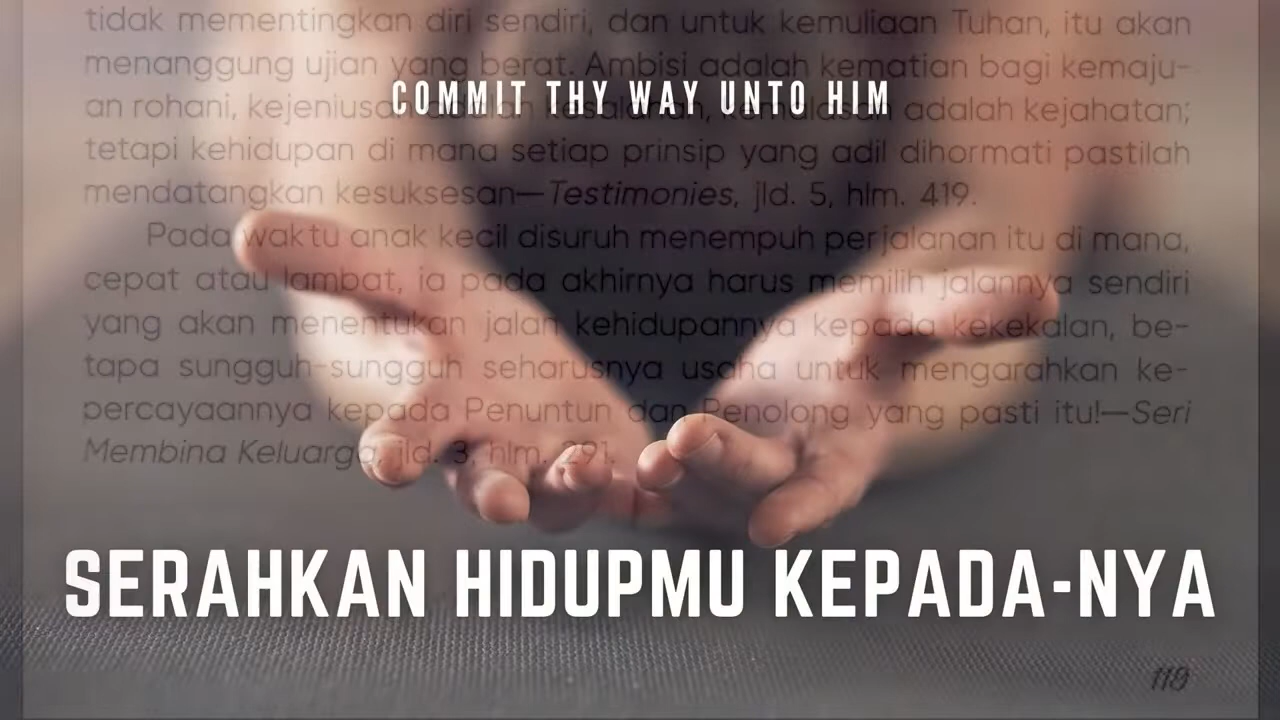 tidak mementingkan diri sendiri, dan untuk kemuliaan Tuhan, itu akan
menanggung ujian yang berat. Ambisi adalah kematian bagi kemaju-
COMMIT THY WAY UNTO HIM
an rohani, kejeniusan adalah kesalahan, kemalasan adalah kejahatan;
tetapi kehidupan di mana setiap prinsip yang adil dihormati pastilah
mendatangkan kesuksesan—Testimonies, jld. 5, hlm. 419.
Pada waktu anak kecil disuruh menempuh perjalanan itu di mana,
cepat atau lambat, ia pada akhirnya harus memilih jalannya sendiri
yang akan menentukan jalan kehidupannya kepada kekekalan, be-
tapa sungguh-sungguh seharusnya usaha untuk mengarahkan ke-
percayaannya kepada Penuntun dan Penolong yang pasti itu!—Seri
Membina Keluarga, jld. 3, hlm. 291.
SERAHKAN HIDUPMU KEPADA-NYA
119